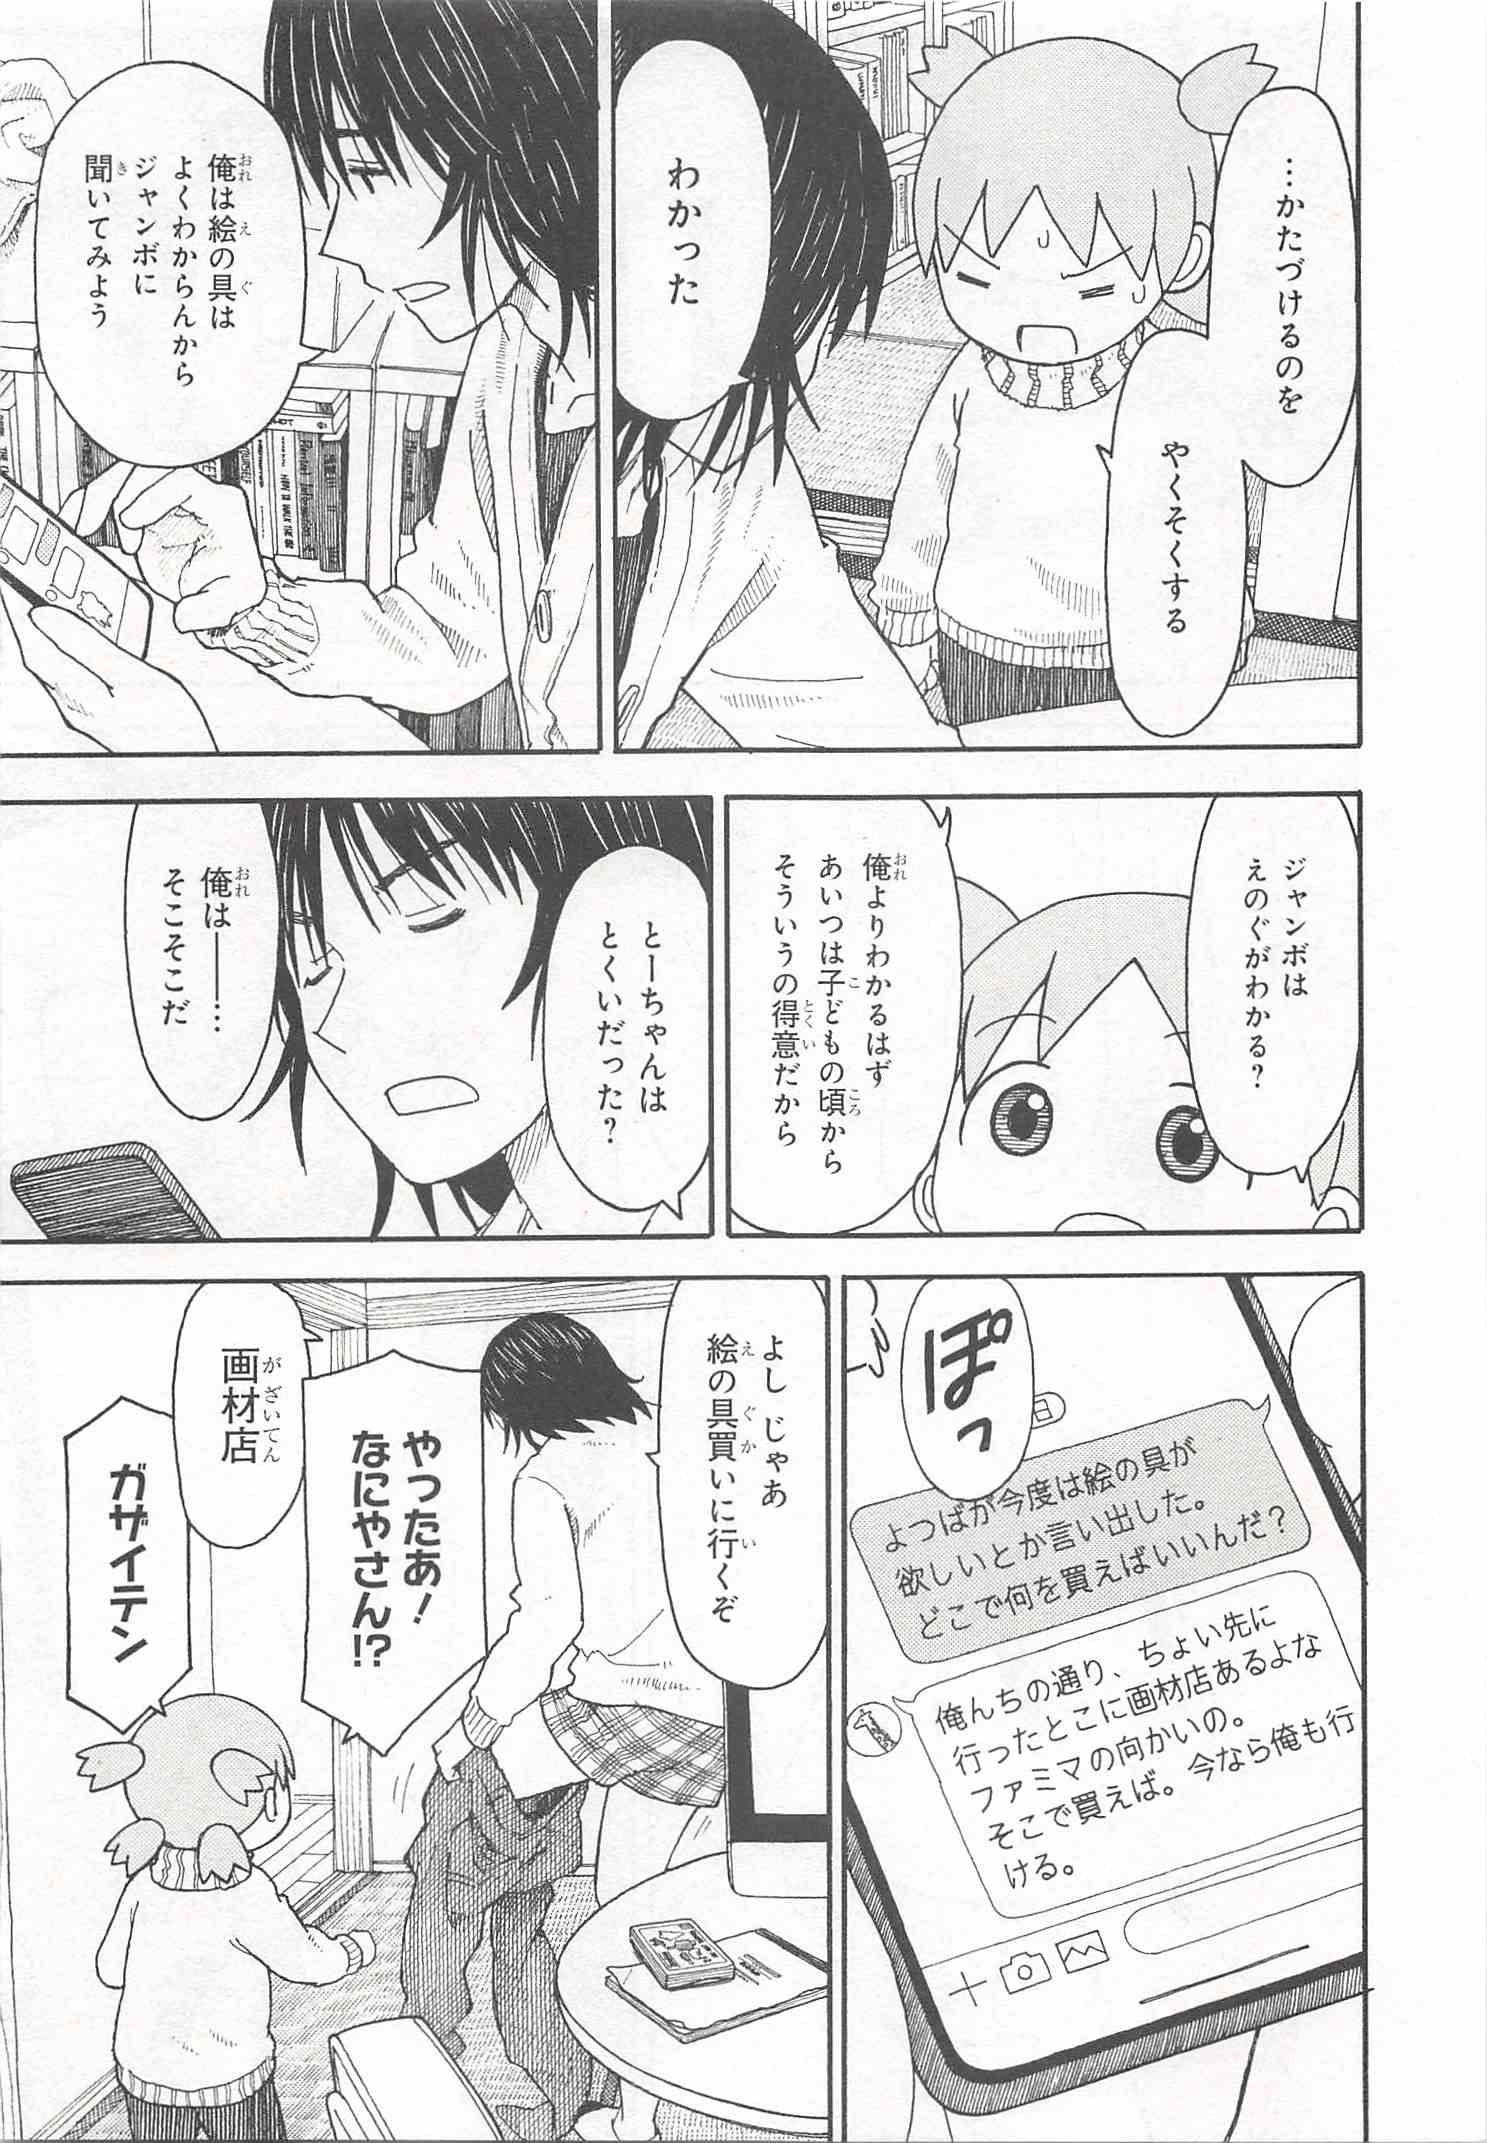 …かたづけるのを
やくそくする
わかった
俺は絵の具は
よくわからんから
ジャンボに
聞いてみよう
ジャンボは
えのぐがわかる?
俺よりわかるはず
あいつは子どもの頃から
そういうの得意だから
とーちゃんは
とくいだった?
俺は――…
そこそこだ
ぽっ
日
よつばが今度は絵の具が
欲しいとか言い出した。
どこで何を買えばいいんだ?
俺んちの通り、ちょい先に
行ったとこに画材店あるよな
ファミマの向かいの。
そこで買えば。今なら俺も行
ける。
よし じゃあ
絵の具買いに行くぞ
やったあ!
なにやさん!?
画材店
ガザイテン